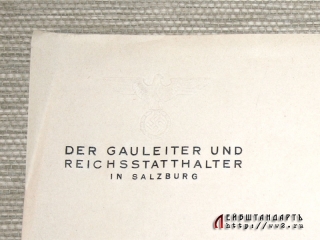 DER GAULEITER UND
REICHSSTATTHALTER
IN SALZBURG